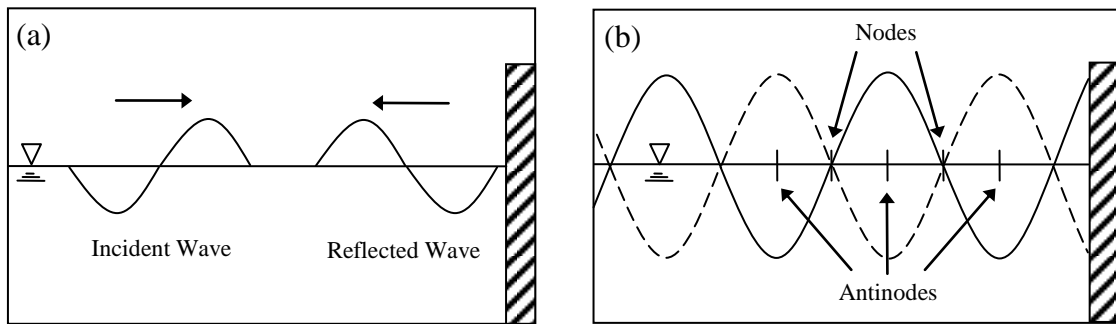 (a)
Incident Wave
Reflected Wave
(b)
Nodes
Antinodes